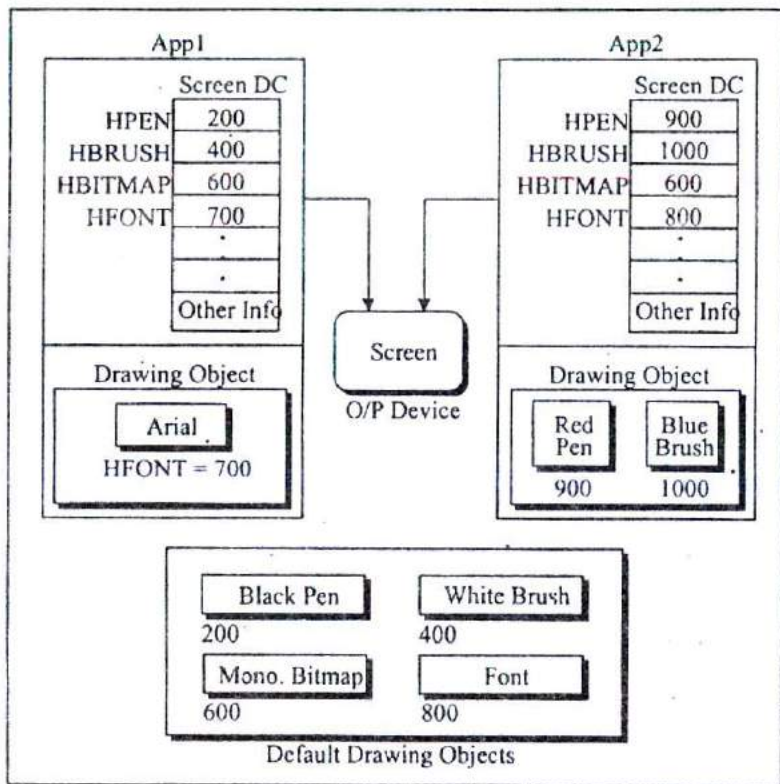 App1
Screen DC
HPEN 200
HBRUSH 400
HBITMAP 600
HFONT 700
Other Info
Drawing Object
Arial
HFONT = 700
App2
Screen DC
HPEN 900
HBRUSH 1000
HBITMAP 600
HFONT 800
Other Info
Drawing Object
Red
Pen
900
Blue
Brush
1000
Screen
O/P Device
Black Pen
200
White Brush
400
Mono. Bitmap
600
Font
800
Default Drawing Objects